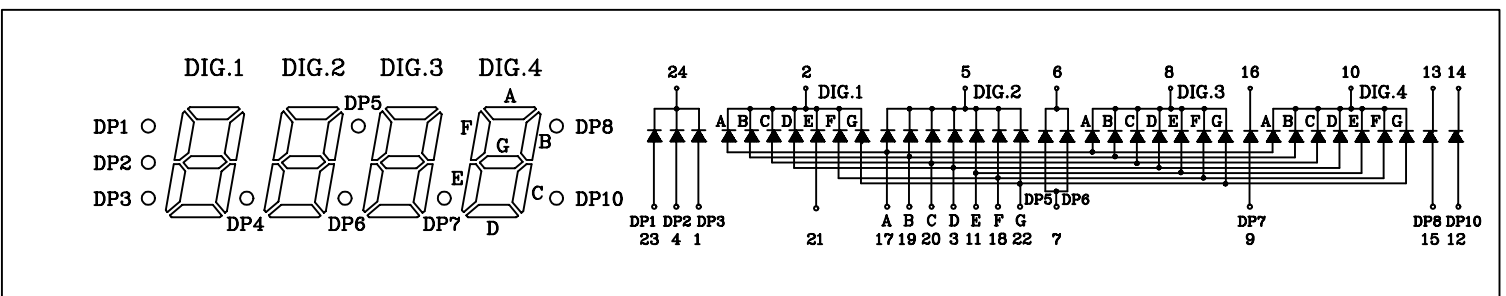 DIG.1 DIG.2 DIG.3 DIG.4
A
DP5
DP1 F B DP8
G
DP2
E
DP3 C DP10
DP4 DP6 DP7
D
24 2 5 6 8 16 10 13 14
DIG.1 DIG.2 DIG.3 DIG.4
A B C D E F G A B C D E F G A B C D E F G
DP5 DP6
DP1 DP2 DP3 A B C D E F G DP7 DP8 DP10
23 4 1 21 17 19 20 3 11 18 22 7 9 15 12